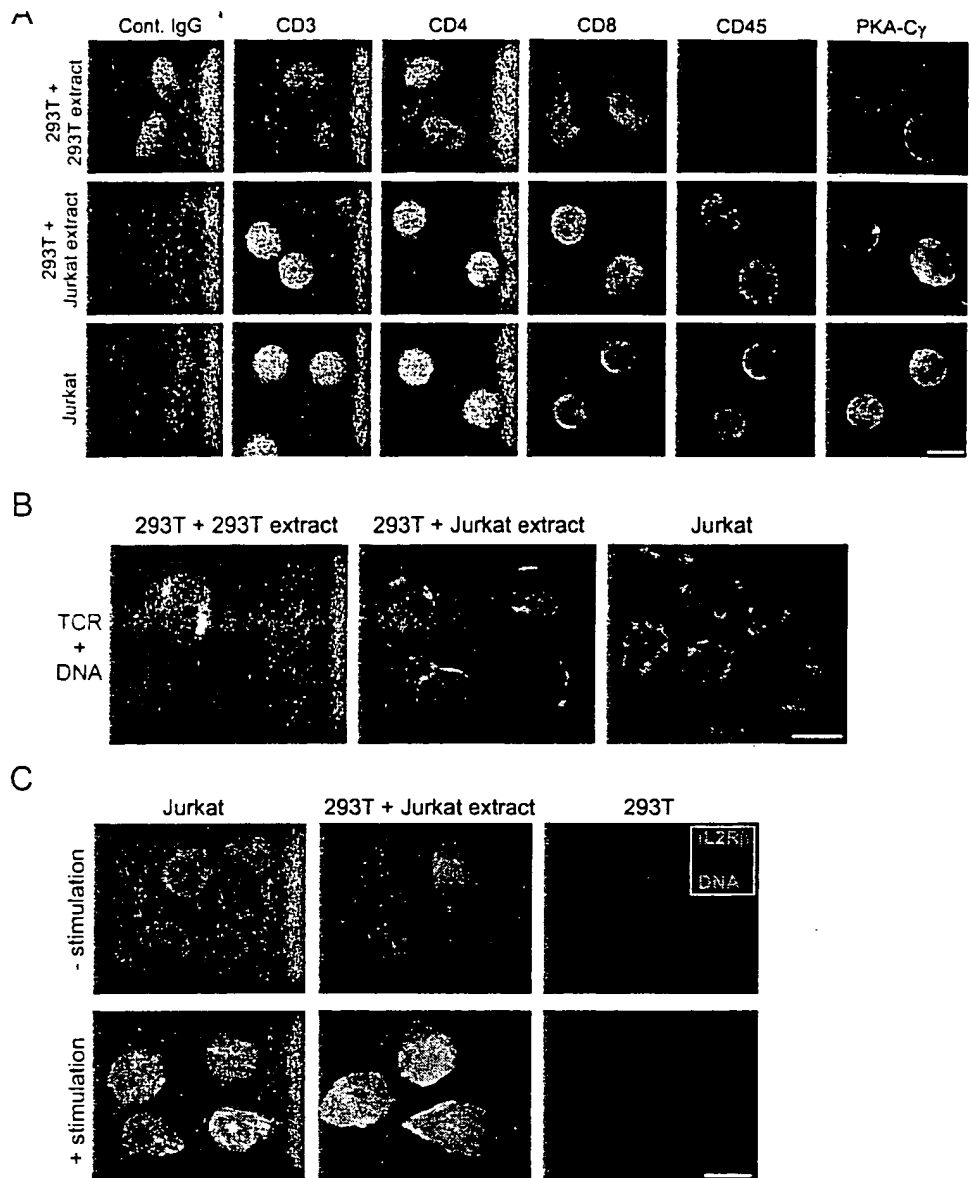 A
Cont. IgG CD3 CD4 CD8 CD45 PKA-Cγ
293T +
293T extract
293T +
Jurkat extract
Jurkat
B
293T + 293T extract 293T + Jurkat extract Jurkat
TCR
+
DNA
C
Jurkat 293T + Jurkat extract 293T
IL2Rβ
DNA
- stimulation
+ stimulation